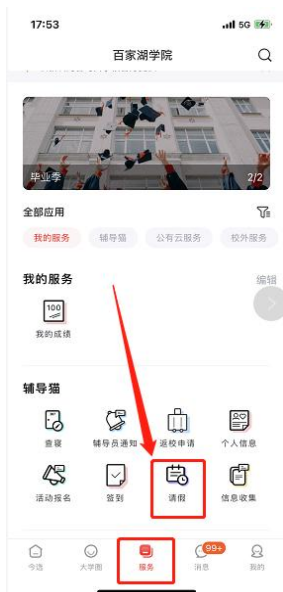 17:53
5G
百家湖学院
毕业季
2/2
全部应用
我的服务 辅导猫 公有云服务 校外服务
我的服务 编辑
100
我的成绩
辅导猫
查寝 辅导员通知 返校申请 个人信息
活动报名 签到 请假 信息收集
99+
今选 大学圈 服务 消息 我的